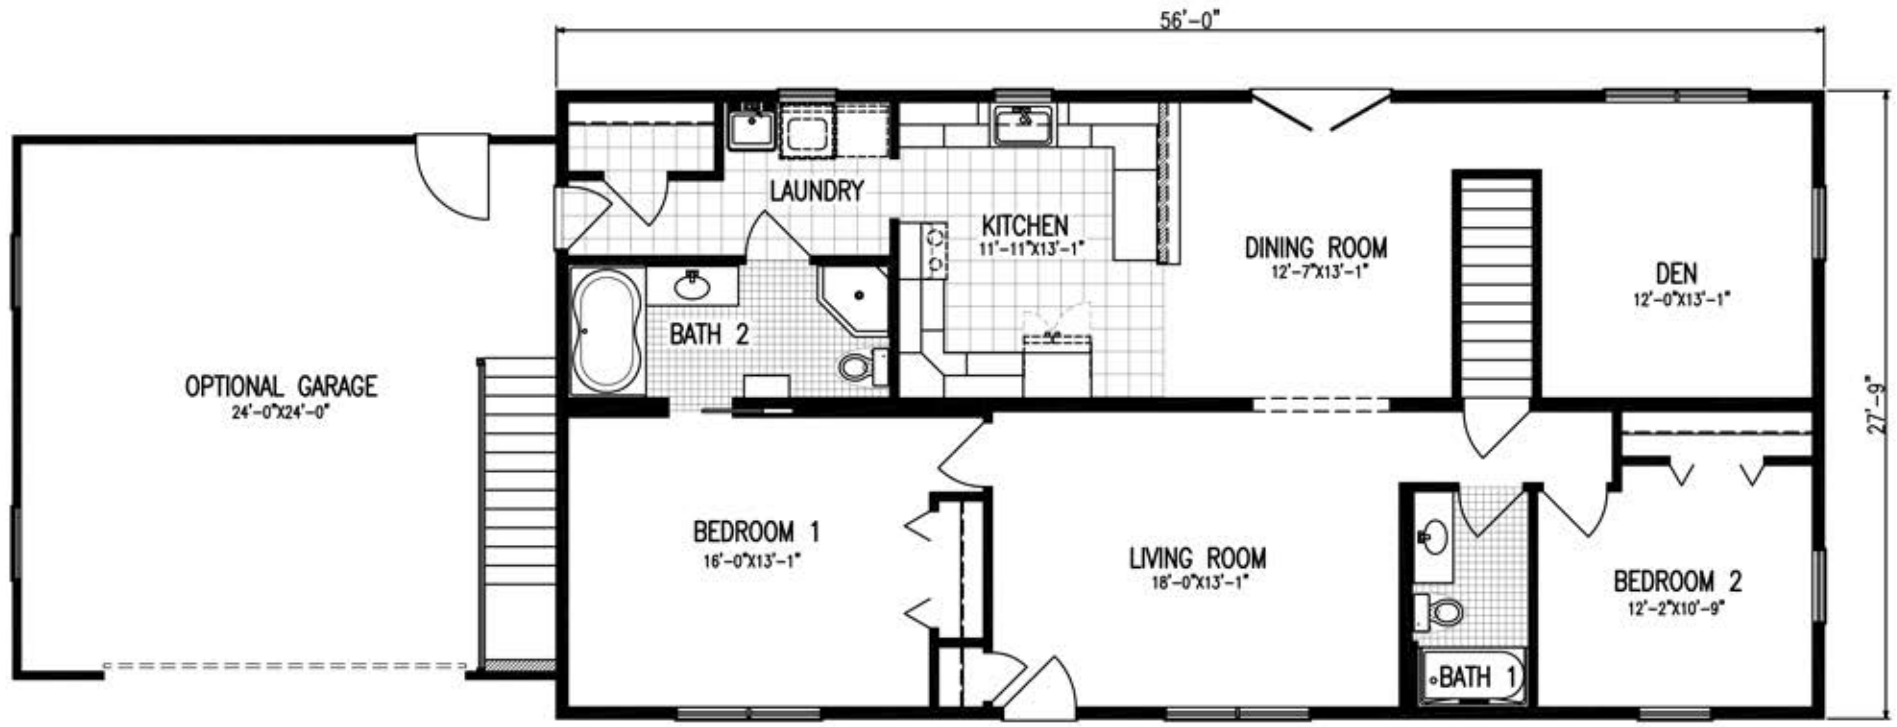 56'-0"
LAUNDRY
KITCHEN
11'-11"X13'-1"
DINING ROOM
12'-7"X13'-1"
DEN
12'-0"X13'-1"
BATH 2
OPTIONAL GARAGE
24'-0"X24'-0"
27'-9"
BEDROOM 1
16'-0"X13'-1"
LIVING ROOM
18'-0"X13'-1"
BEDROOM 2
12'-2"X10'-9"
BATH 1